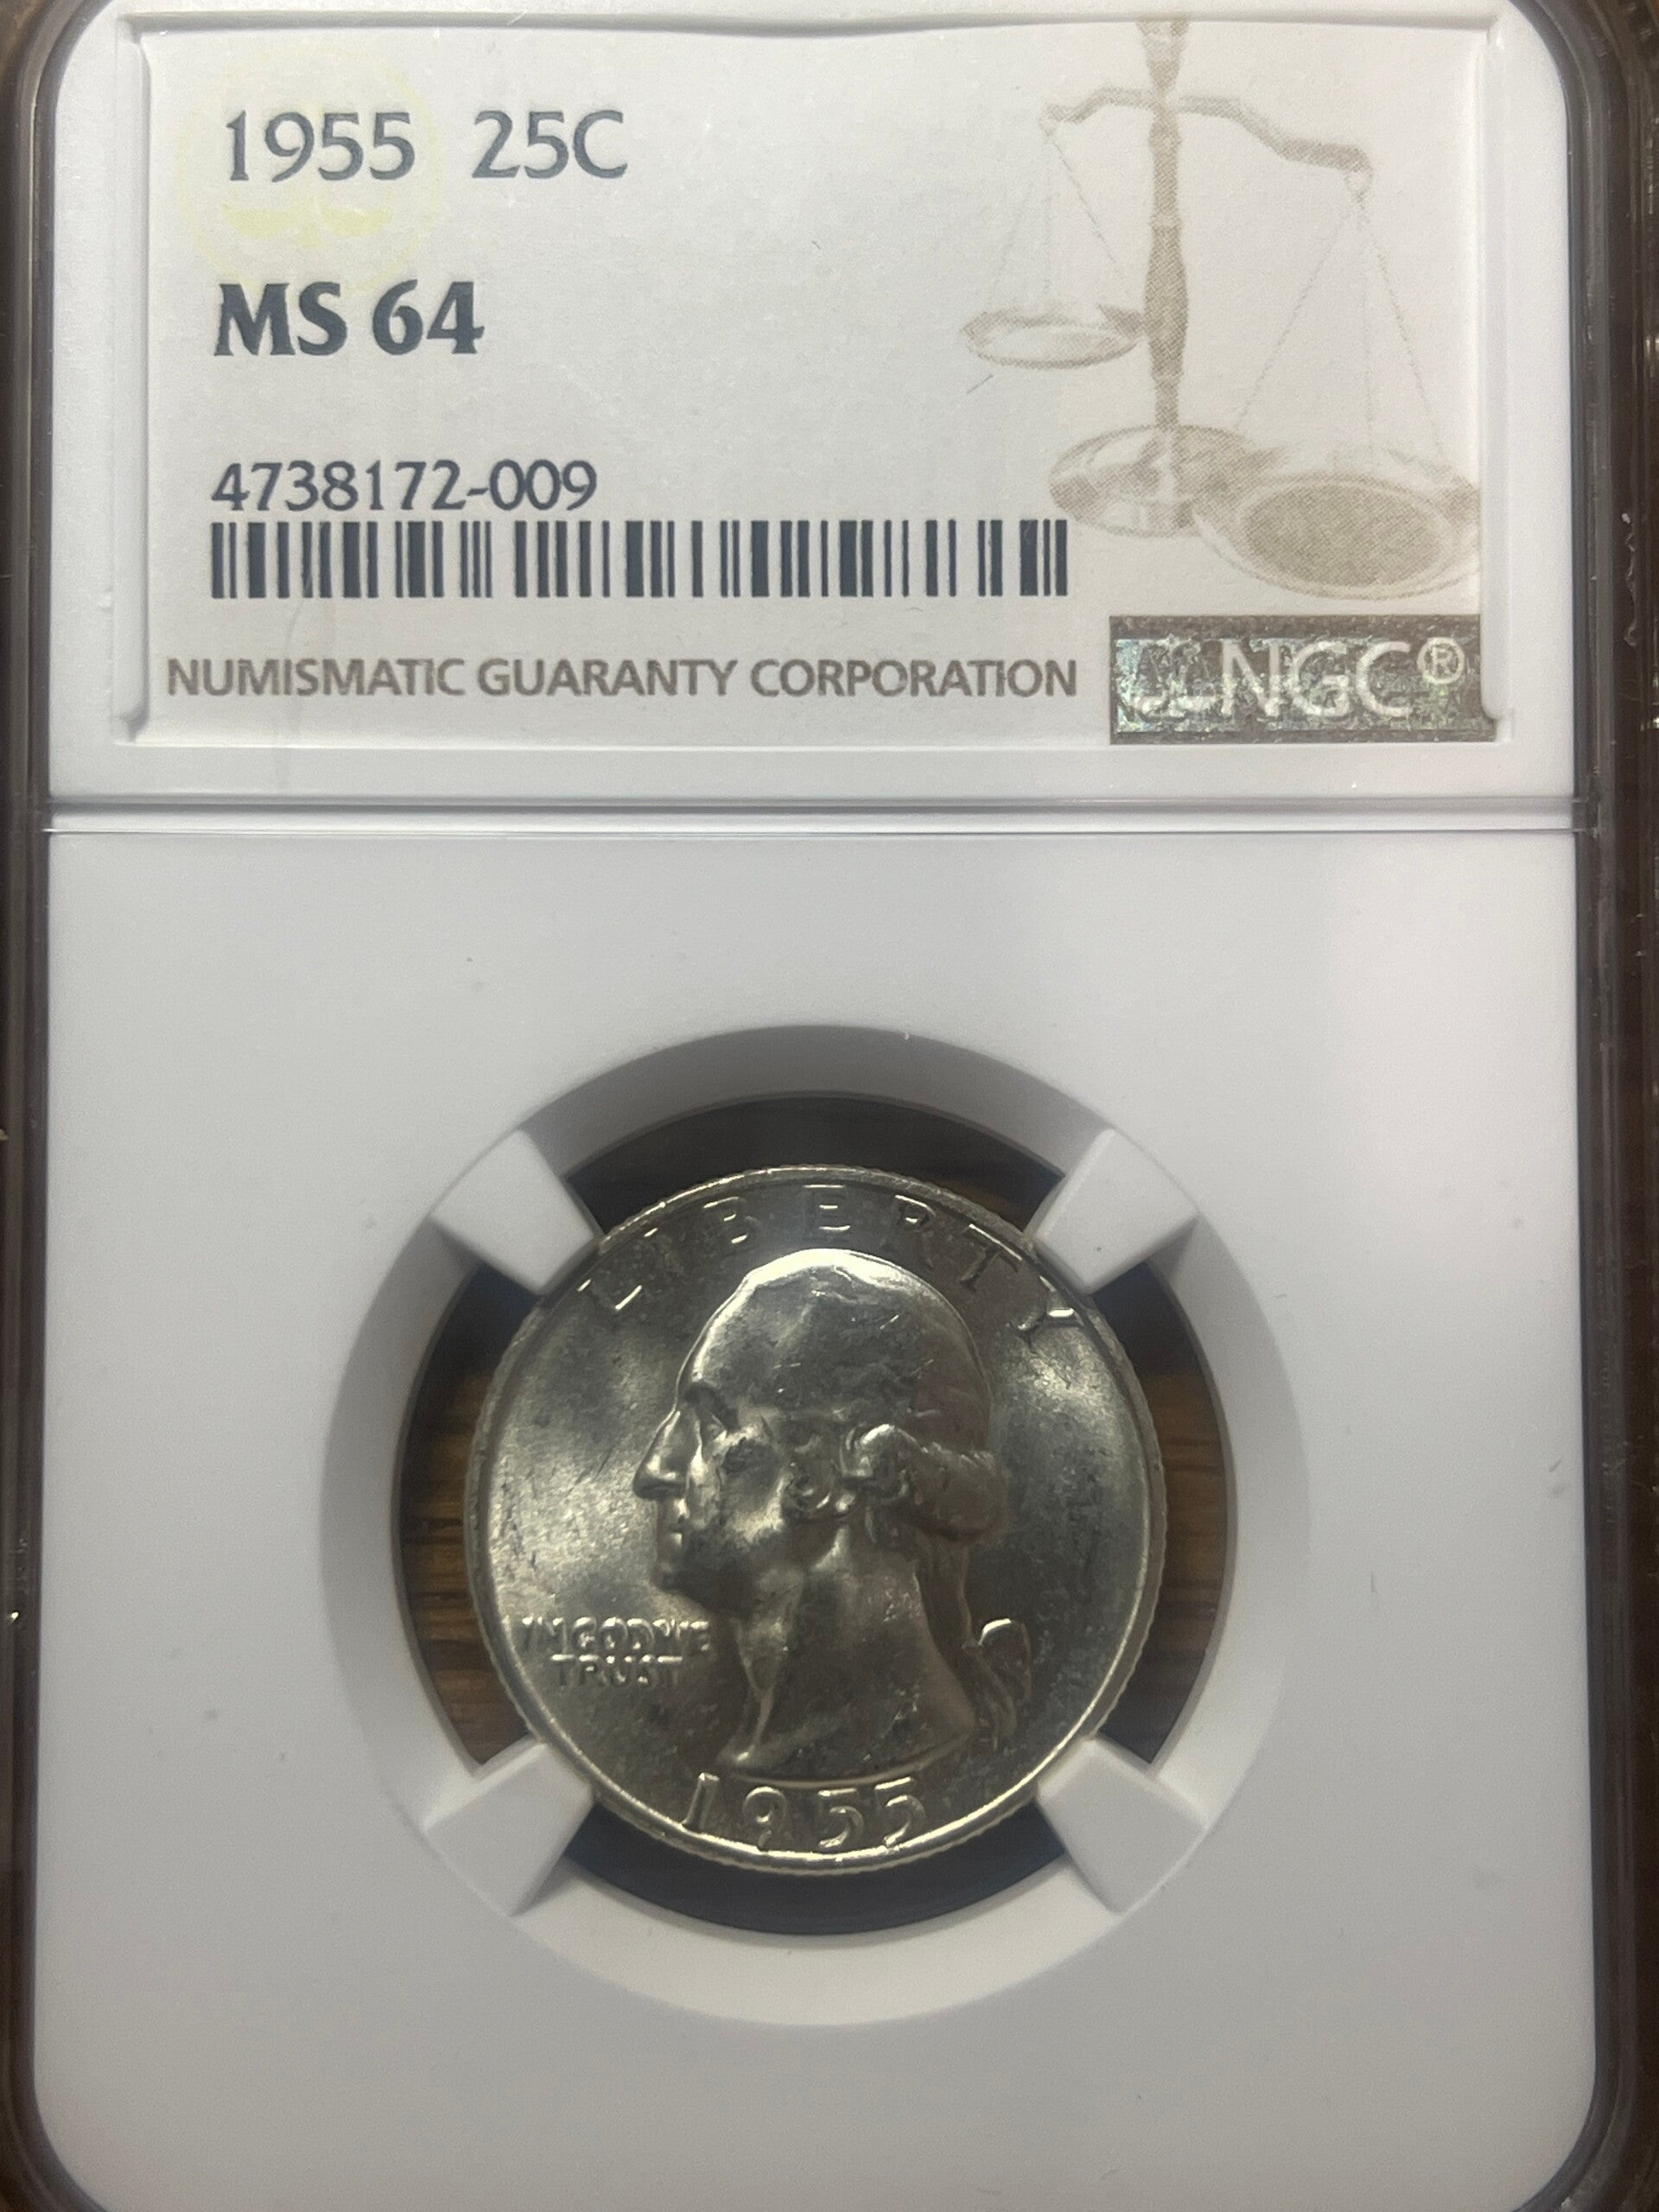 1955 25C
MS 64
4738172-009
NUMISMATIC GUARANTY CORPORATION
NGC®
LIBERTY
IN GOD WE
TRUST
1955